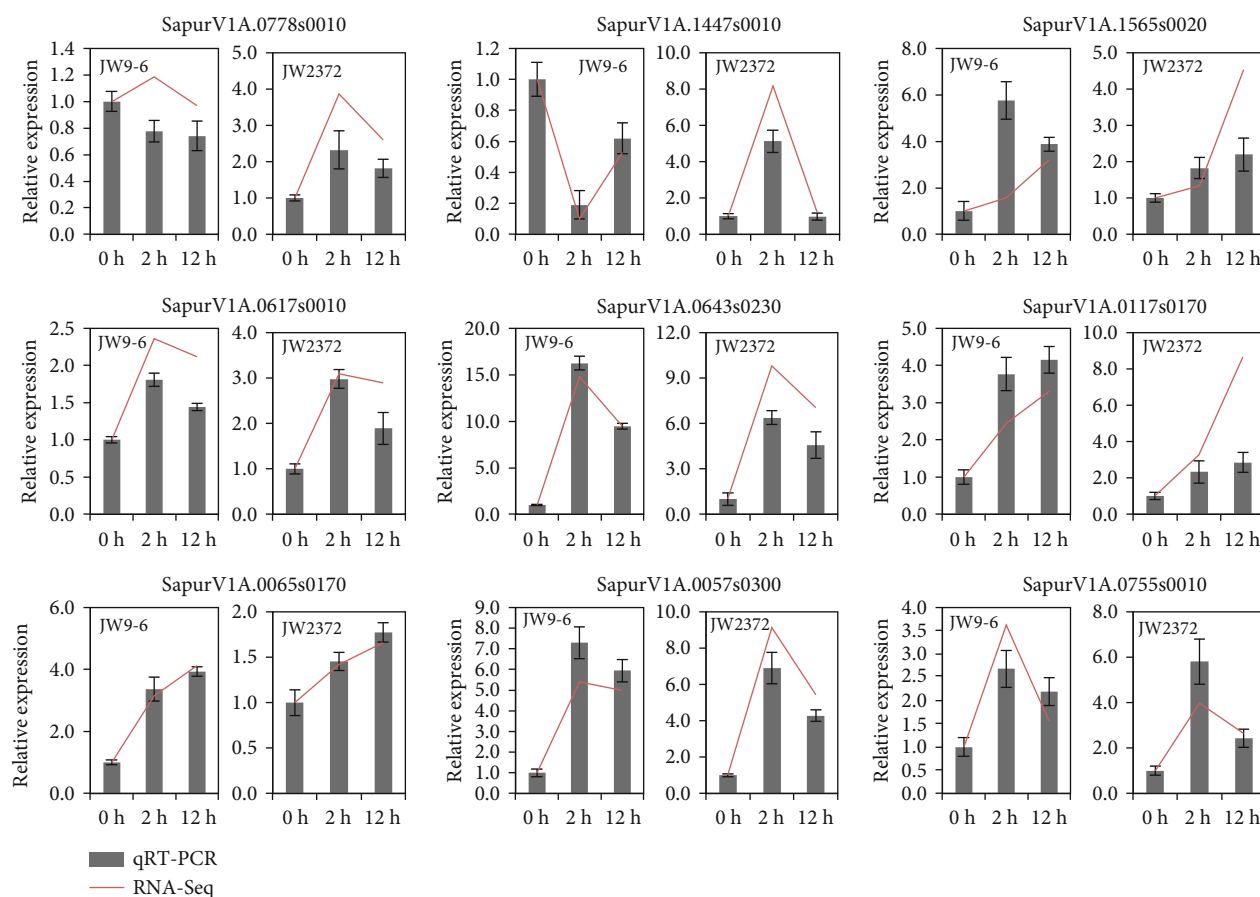 SapurV1A.0778s0010
SapurV1A.1447s0010
SapurV1A.1565s0020
Relative expression
1.4
1.2
1.0
0.8
0.6
0.4
0.2
0.0
JW9-6
0 h 2 h 12 h
5.0
4.0
3.0
2.0
1.0
0.0
JW2372
0 h 2 h 12 h
Relative expression
1.2
1.0
0.8
0.6
0.4
0.2
0.0
JW9-6
0 h 2 h 12 h
10.0
8.0
6.0
4.0
2.0
0.0
JW2372
0 h 2 h 12 h
Relative expression
8.0
6.0
4.0
2.0
0.0
JW9-6
0 h 2 h 12 h
5.0
4.0
3.0
2.0
1.0
0.0
JW2372
0 h 2 h 12 h
SapurV1A.0617s0010
SapurV1A.0643s0230
SapurV1A.0117s0170
Relative expression
2.5
2.0
1.5
1.0
0.5
0.0
JW9-6
0 h 2 h 12 h
4.0
3.0
2.0
1.0
0.0
JW2372
0 h 2 h 12 h
Relative expression
20.0
15.0
10.0
5.0
0.0
JW9-6
0 h 2 h 12 h
12.0
9.0
6.0
3.0
0.0
JW2372
0 h 2 h 12 h
Relative expression
5.0
4.0
3.0
2.0
1.0
0.0
JW9-6
0 h 2 h 12 h
10.0
8.0
6.0
4.0
2.0
0.0
JW2372
0 h 2 h 12 h
SapurV1A.0065s0170
SapurV1A.0057s0300
SapurV1A.0755s0010
Relative expression
6.0
4.0
2.0
0.0
JW9-6
0 h 2 h 12 h
2.0
1.5
1.0
0.5
0.0
JW2372
0 h 2 h 12 h
Relative expression
9.0
8.0
7.0
6.0
5.0
4.0
3.0
2.0
1.0
0.0
JW9-6
0 h 2 h 12 h
10.0
8.0
6.0
4.0
2.0
0.0
JW2372
0 h 2 h 12 h
Relative expression
4.0
3.5
3.0
2.5
2.0
1.5
1.0
0.5
0.0
JW9-6
0 h 2 h 12 h
8.0
6.0
4.0
2.0
0.0
JW2372
0 h 2 h 12 h
qRT-PCR
RNA-Seq